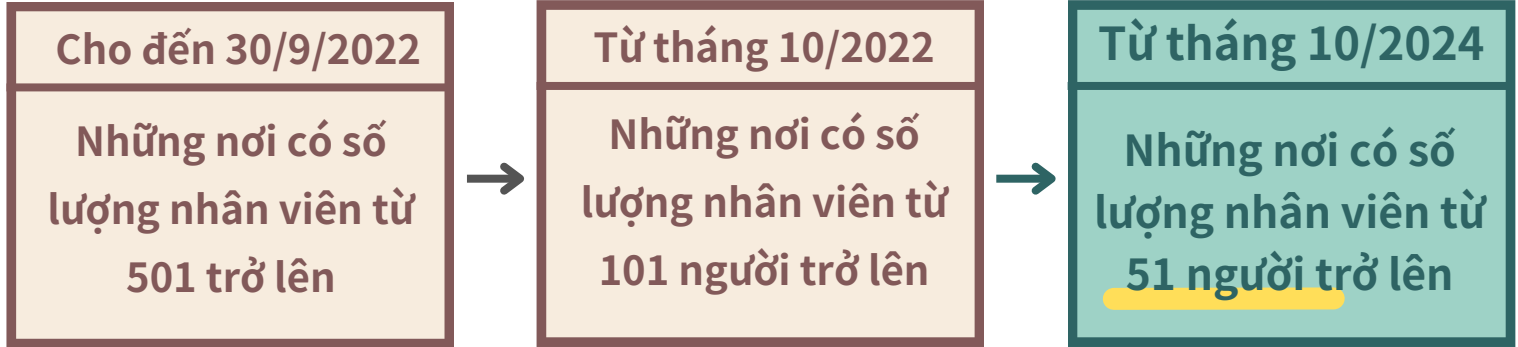 Cho đến 30/9/2022
Những nơi có số
lượng nhân viên từ
501 trở lên
Từ tháng 10/2022
Những nơi có số
lượng nhân viên từ
101 người trở lên
Từ tháng 10/2024
Những nơi có số
lượng nhân viên từ
51 người trở lên